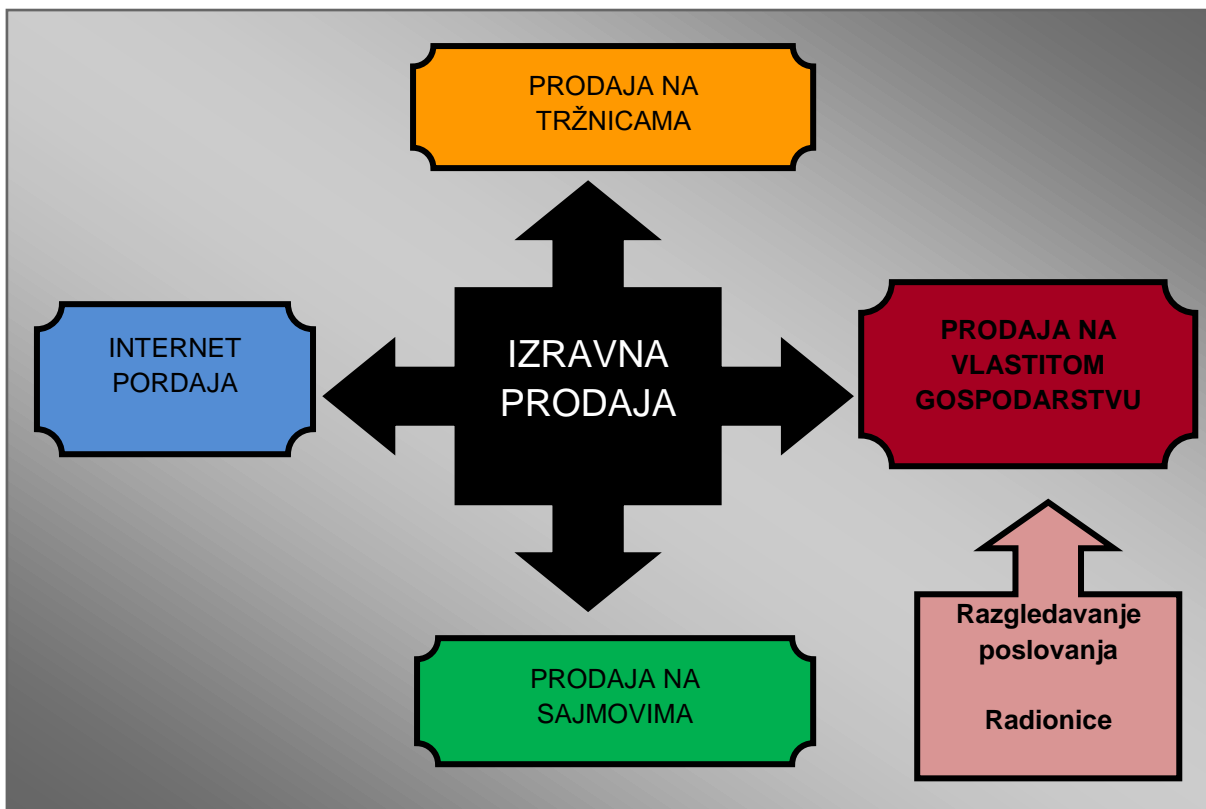 PRODAJA NA
TRŽNICAMA
INTERNET
PORDAJA
IZRAVNA
PRODAJA
PRODAJA NA
VLASTITOM
GOSPODARSTVU
PRODAJA NA
SAJMOVIMA
Razgledavanje
poslovanja
Radionice